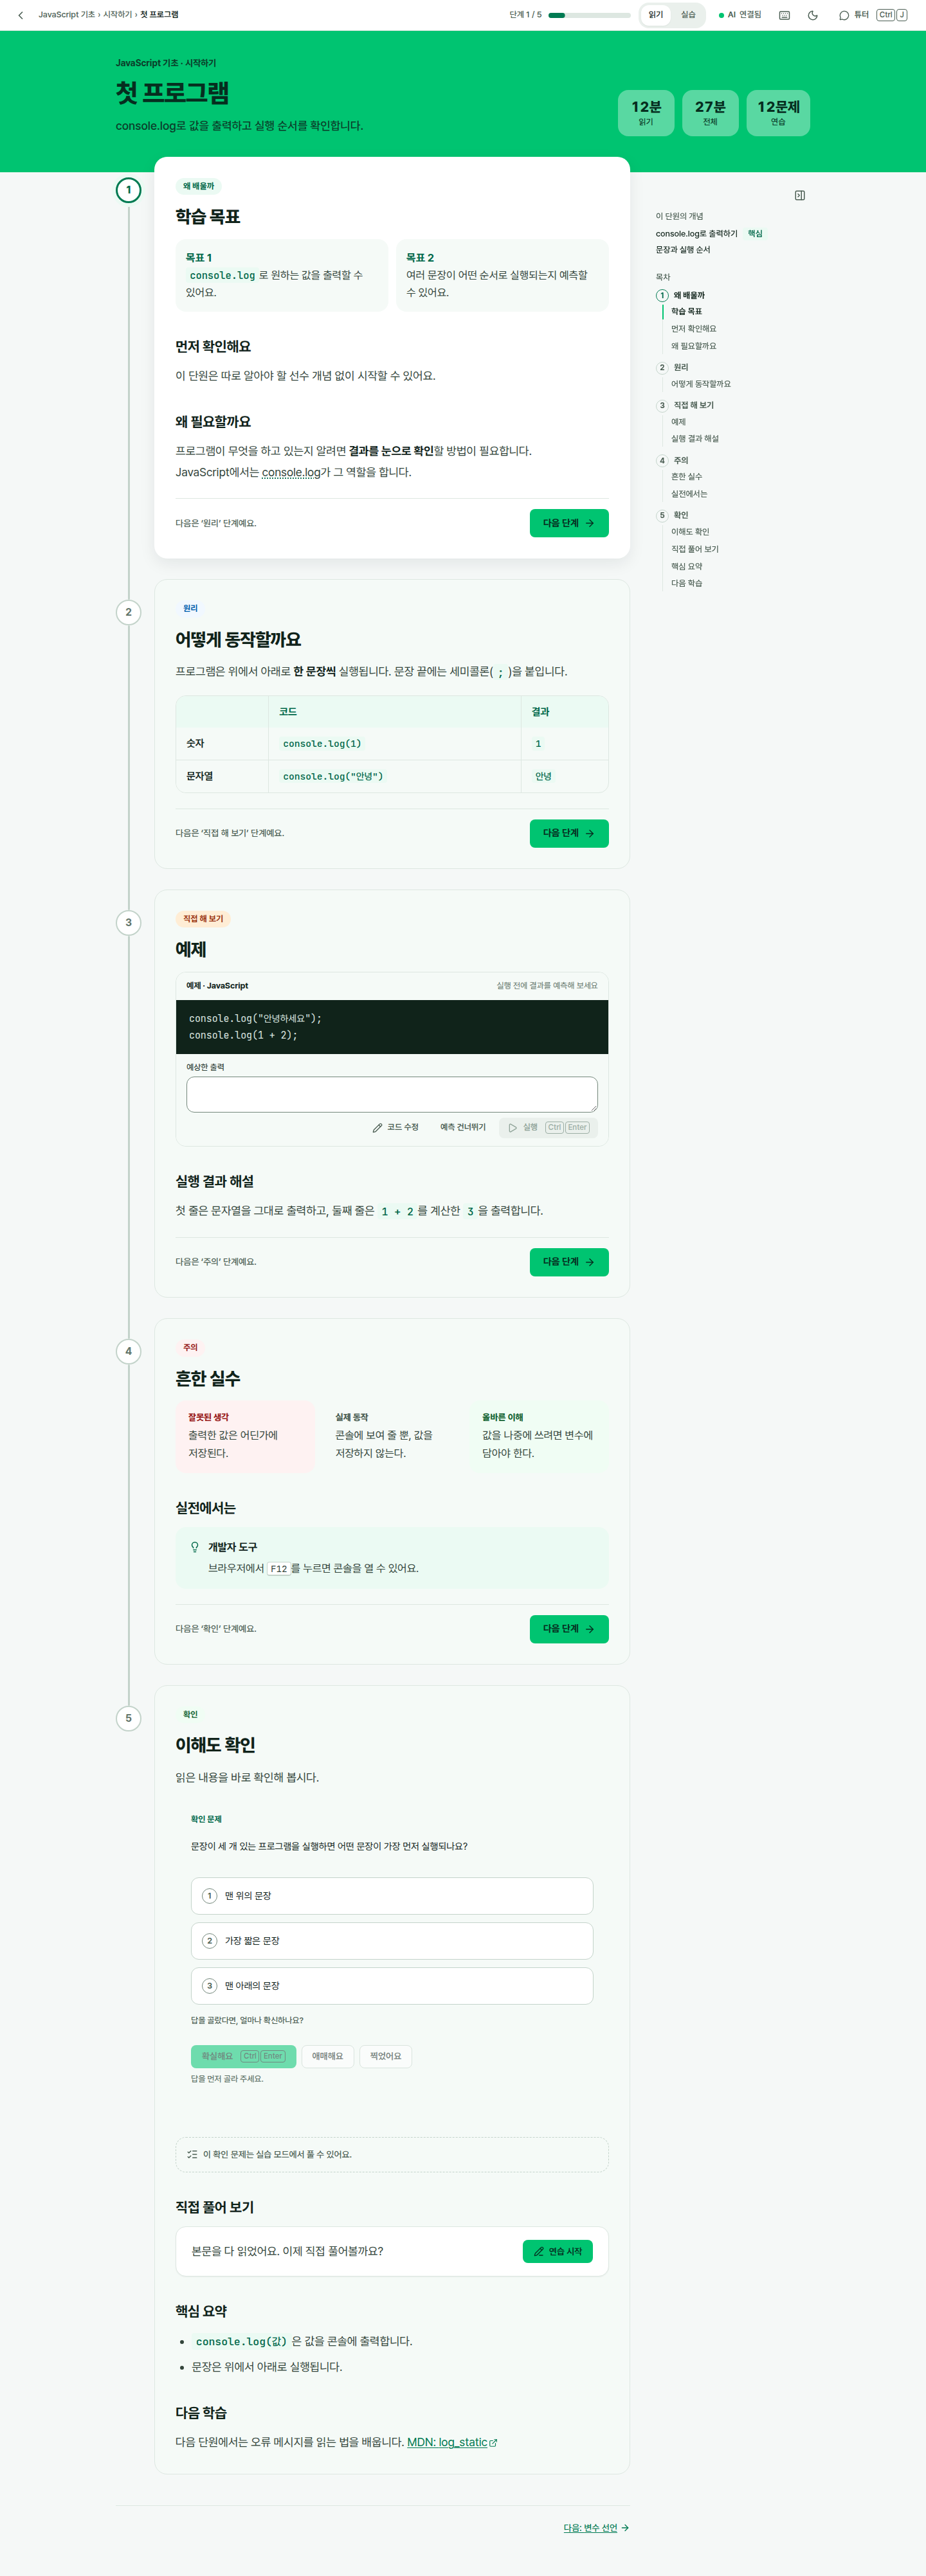 JavaScript 기초 › 시작하기 › 첫 프로그램
단계 1 / 5
읽기
실습
AI 연결됨
튜터 Ctrl J
JavaScript 기초 · 시작하기
첫 프로그램
console.log로 값을 출력하고 실행 순서를 확인합니다.
12분
읽기
27분
전체
12문제
연습
1
왜 배울까
학습 목표
목표 1
console.log 로 원하는 값을 출력할 수
있어요.
목표 2
여러 문장이 어떤 순서로 실행되는지 예측할
수 있어요.
먼저 확인해요
이 단원은 따로 알아야 할 선수 개념 없이 시작할 수 있어요.
왜 필요할까요
프로그램이 무엇을 하고 있는지 알려면 결과를 눈으로 확인할 방법이 필요합니다.
JavaScript에서는 console.log가 그 역할을 합니다.
다음은 ‘원리’ 단계예요.
다음 단계
이 단원의 개념
console.log로 출력하기 핵심
문장과 실행 순서
목차
1 왜 배울까
학습 목표
먼저 확인해요
왜 필요할까요
2 원리
어떻게 동작할까요
3 직접 해 보기
예제
실행 결과 해설
4 주의
흔한 실수
실전에서는
5 확인
이해도 확인
직접 풀어 보기
핵심 요약
다음 학습
2
원리
어떻게 동작할까요
프로그램은 위에서 아래로 한 문장씩 실행됩니다. 문장 끝에는 세미콜론( ; )을 붙입니다.
코드 결과
숫자 console.log(1) 1
문자열 console.log("안녕") 안녕
다음은 ‘직접 해 보기’ 단계예요.
다음 단계
3
직접 해 보기
예제
예제 · JavaScript
실행 전에 결과를 예측해 보세요
console.log("안녕하세요");
console.log(1 + 2);
예상한 출력
코드 수정
예측 건너뛰기
실행 Ctrl Enter
실행 결과 해설
첫 줄은 문자열을 그대로 출력하고, 둘째 줄은 1 + 2 를 계산한 3 을 출력합니다.
다음은 ‘주의’ 단계예요.
다음 단계
4
주의
흔한 실수
잘못된 생각
출력한 값은 어딘가에
저장된다.
실제 동작
콘솔에 보여 줄 뿐, 값을
저장하지 않는다.
올바른 이해
값을 나중에 쓰려면 변수에
담아야 한다.
실전에서는
개발자 도구
브라우저에서 F12 를 누르면 콘솔을 열 수 있어요.
다음은 ‘확인’ 단계예요.
다음 단계
5
확인
이해도 확인
읽은 내용을 바로 확인해 봅시다.
확인 문제
문장이 세 개 있는 프로그램을 실행하면 어떤 문장이 가장 먼저 실행되나요?
1 맨 위의 문장
2 가장 짧은 문장
3 맨 아래의 문장
답을 골랐다면, 얼마나 확신하나요?
확실해요 Ctrl Enter
애매해요
찍었어요
답을 먼저 골라 주세요.
이 확인 문제는 실습 모드에서 풀 수 있어요.
직접 풀어 보기
본문을 다 읽었어요. 이제 직접 풀어볼까요?
연습 시작
핵심 요약
• console.log(값) 은 값을 콘솔에 출력합니다.
• 문장은 위에서 아래로 실행됩니다.
다음 학습
다음 단원에서는 오류 메시지를 읽는 법을 배웁니다. MDN: log_static
다음: 변수 선언